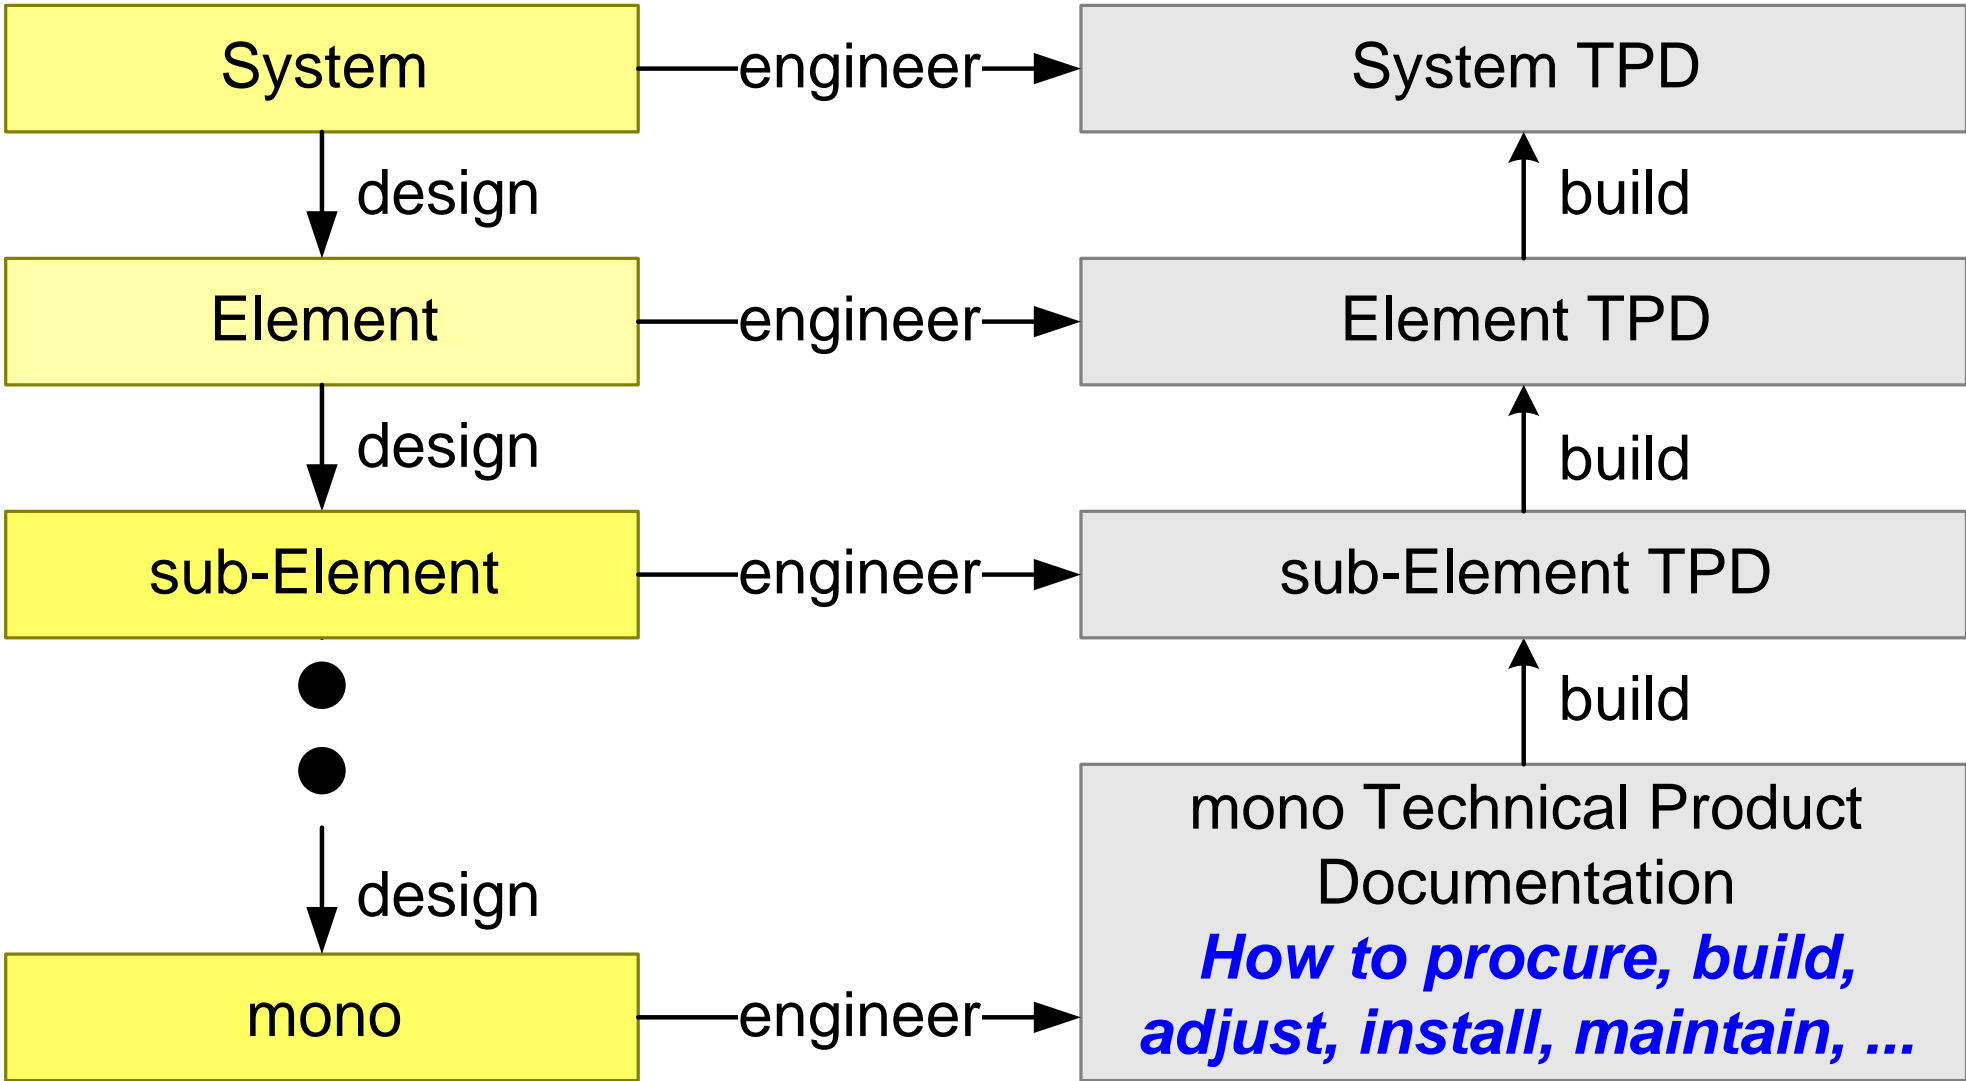 System
engineer
System TPD
design
build
Element
engineer
Element TPD
design
build
sub-Element
engineer
sub-Element TPD
build
design
mono
engineer
mono Technical Product
Documentation
How to procure, build,
adjust, install, maintain, ...